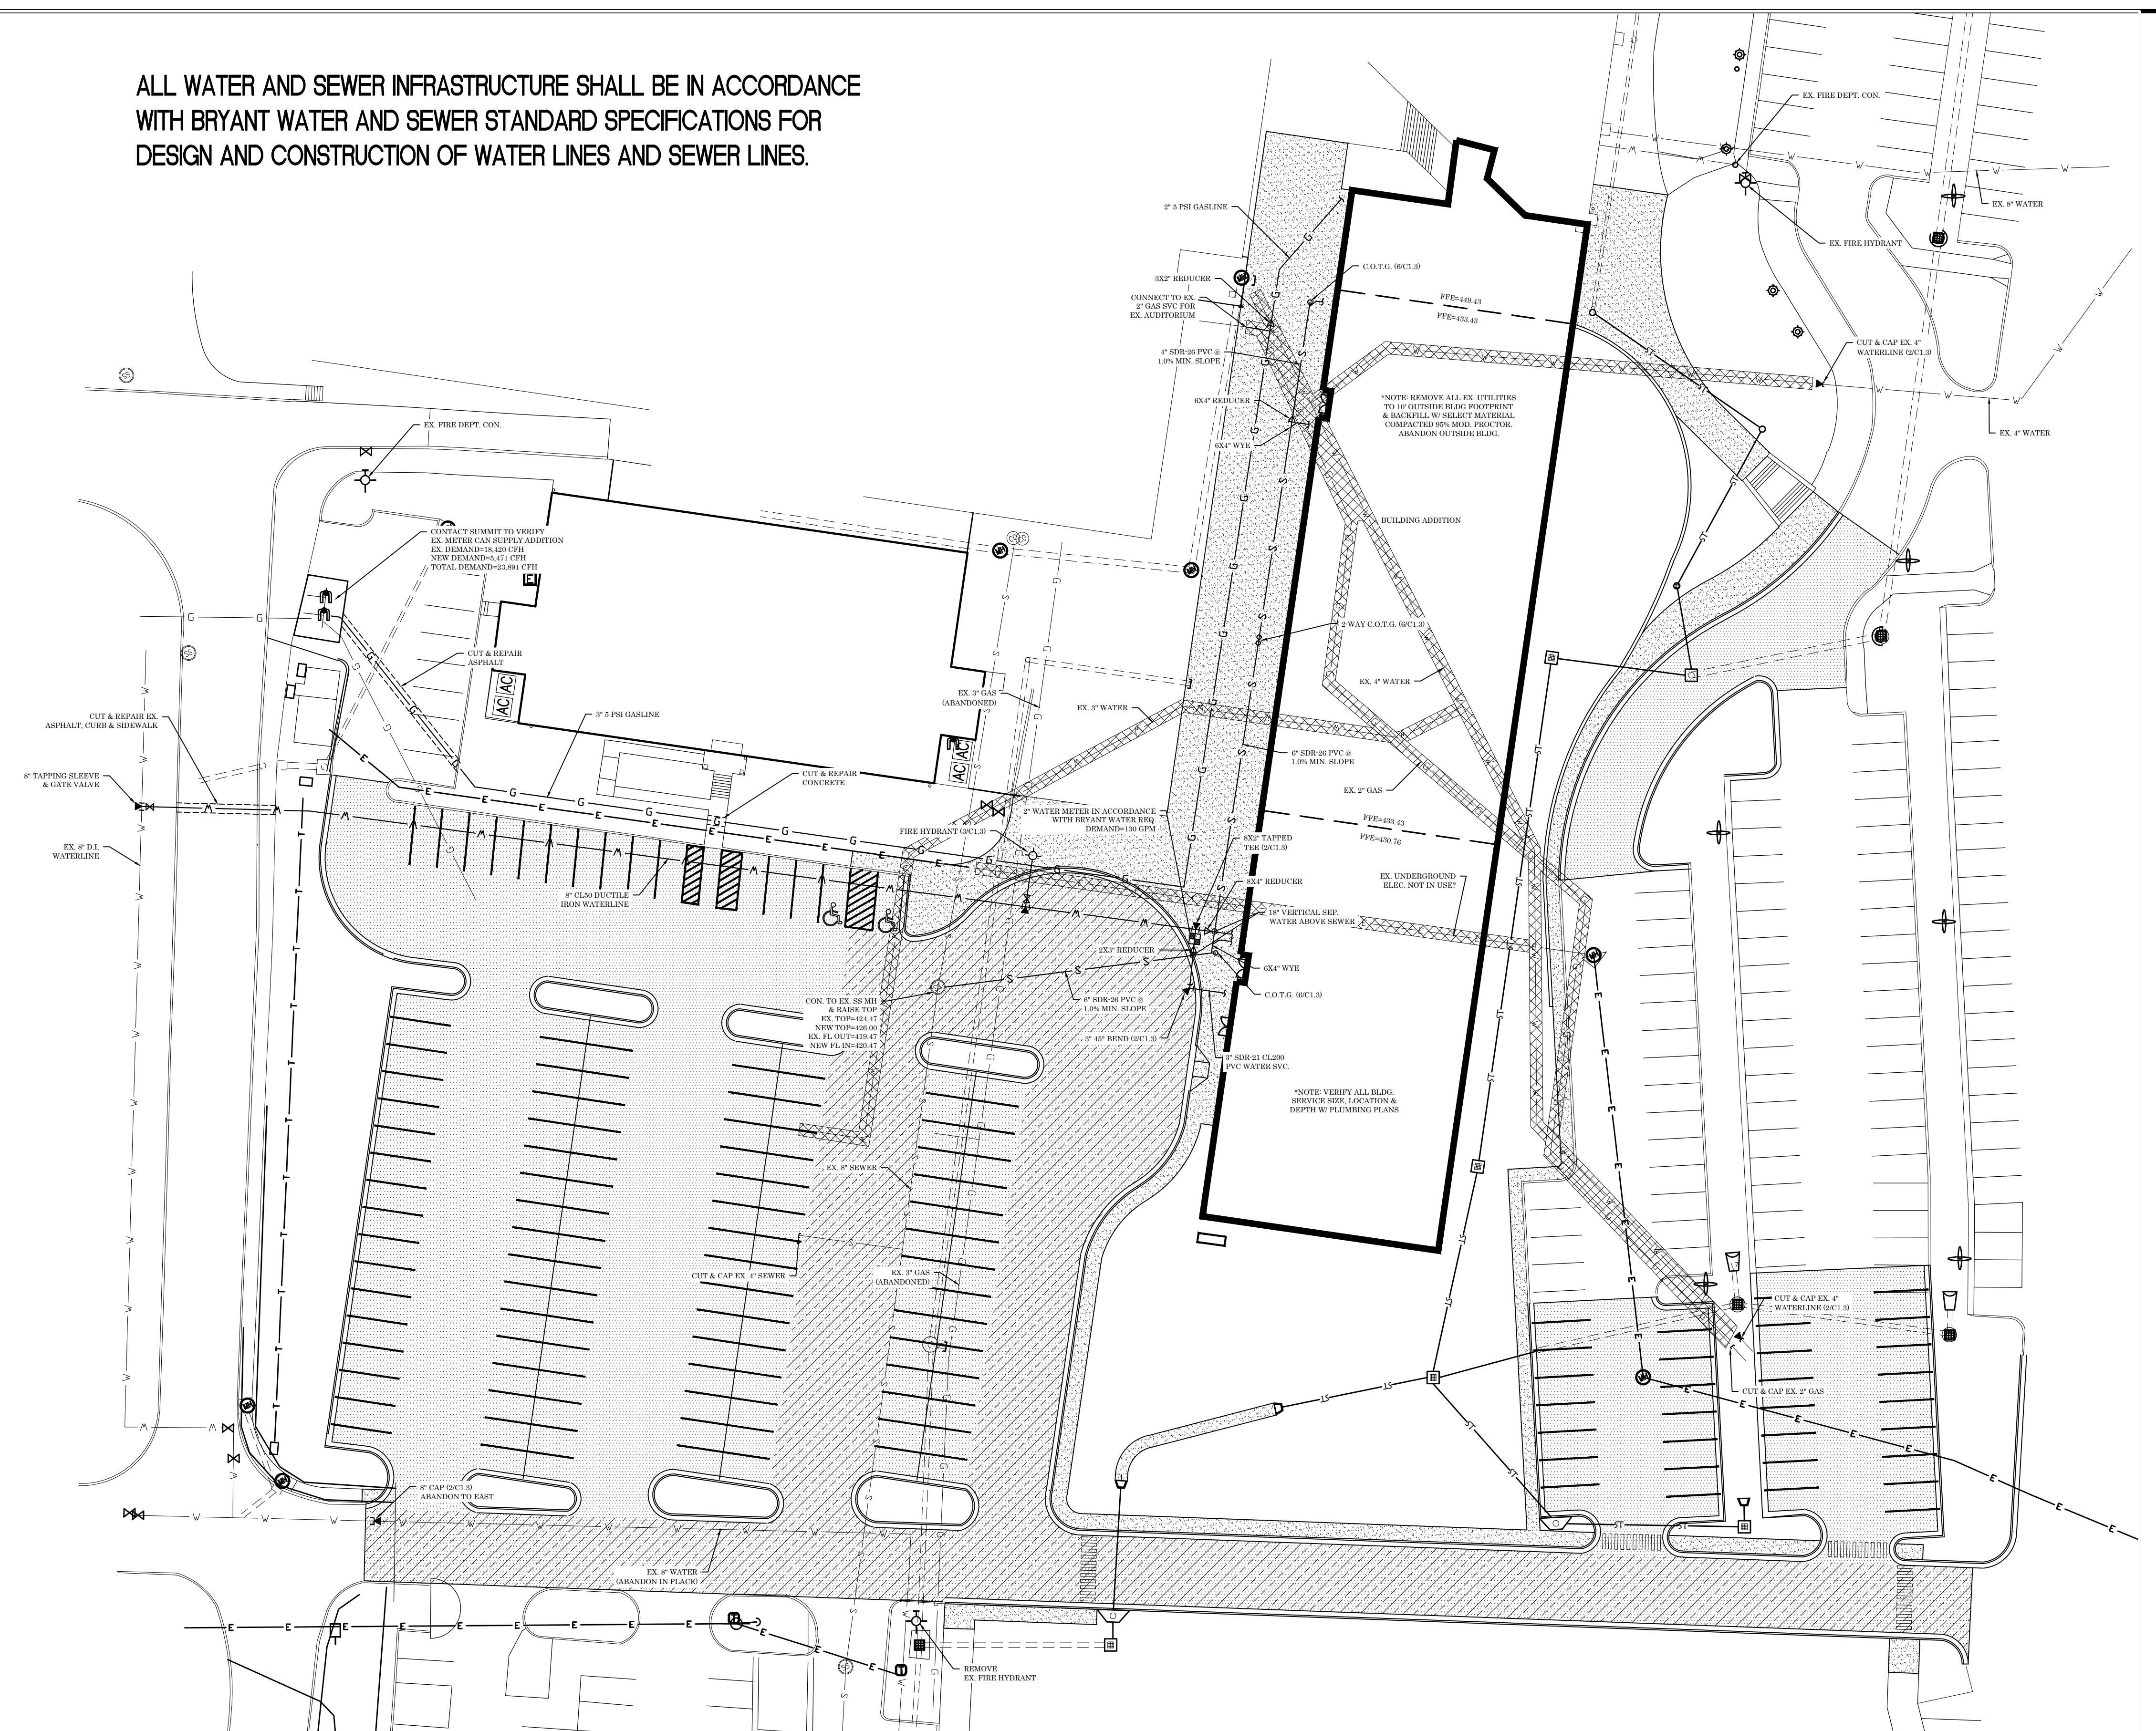 ALL WATER AND SEWER INFRASTRUCTURE SHALL BE IN ACCORDANCE
WITH BRYANT WATER AND SEWER STANDARD SPECIFICATIONS FOR
DESIGN AND CONSTRUCTION OF WATER LINES AND SEWER LINES.
EX. FIRE DEPT. CON.
EX. 8" WATER
EX. FIRE HYDRANT
2" 5 PSI GASLINE
3X2" REDUCER
CONNECT TO EX.
2" GAS SVC FOR
EX. AUDITORIUM
C.O.T.G. (6/C1.3)
FFE=449.43
FFE=433.43
4" SDR-26 PVC @
1.0% MIN. SLOPE
CUT & CAP EX. 4"
WATERLINE (2/C1.3)
6X4" REDUCER
6X4" WYE
*NOTE: REMOVE ALL EX. UTILITIES
TO 10' OUTSIDE BLDG FOOTPRINT
& BACKFILL W/ SELECT MATERIAL
COMPACTED 95% MOD. PROCTOR.
ABANDON OUTSIDE BLDG.
EX. 4" WATER
EX. FIRE DEPT. CON.
BUILDING ADDITION
CONTACT SUMMIT TO VERIFY
EX. METER CAN SUPPLY ADDITION
EX. DEMAND=18,420 CFH
NEW DEMAND=5,471 CFH
TOTAL DEMAND=23,891 CFH
E
2-WAY C.O.T.G. (6/C1.3)
CUT & REPAIR
ASPHALT
AC AC
EX. 3" GAS
(ABANDONED)
EX. 4" WATER
EX. 3" WATER
CUT & REPAIR EX.
ASPHALT, CURB & SIDEWALK
3" 5 PSI GASLINE
6" SDR-26 PVC @
1.0% MIN. SLOPE
AC AC
8" TAPPING SLEEVE
& GATE VALVE
CUT & REPAIR
CONCRETE
EX. 2" GAS
2" WATER METER IN ACCORDANCE
WITH BRYANT WATER REQ.
DEMAND=130 GPM
FFE=433.43
FFE=430.76
FIRE HYDRANT (3/C1.3)
8X2" TAPPED
TEE (2/C1.3)
EX. 8" D.I.
WATERLINE
8X4" REDUCER
EX. UNDERGROUND
ELEC. NOT IN USE?
8" CL50 DUCTILE
IRON WATERLINE
18" VERTICAL SEP.
WATER ABOVE SEWER
2X3" REDUCER
6X4" WYE
C.O.T.G. (6/C1.3)
CON. TO EX. SS MH
& RAISE TOP
EX. TOP=424.47
NEW TOP=426.00
EX. FL OUT=419.47
NEW FL IN=420.47
6" SDR-26 PVC @
1.0% MIN. SLOPE
3" 45° BEND (2/C1.3)
3" SDR-21 CL200
PVC WATER SVC.
*NOTE: VERIFY ALL BLDG.
SERVICE SIZE, LOCATION &
DEPTH W/ PLUMBING PLANS
EX. 8" SEWER
CUT & CAP EX. 4" SEWER
EX. 3" GAS
(ABANDONED)
CUT & CAP EX. 4"
WATERLINE (2/C1.3)
CUT & CAP EX. 2" GAS
8" CAP (2/C1.3)
ABANDON TO EAST
EX. 8" WATER
(ABANDON IN PLACE)
REMOVE
EX. FIRE HYDRANT